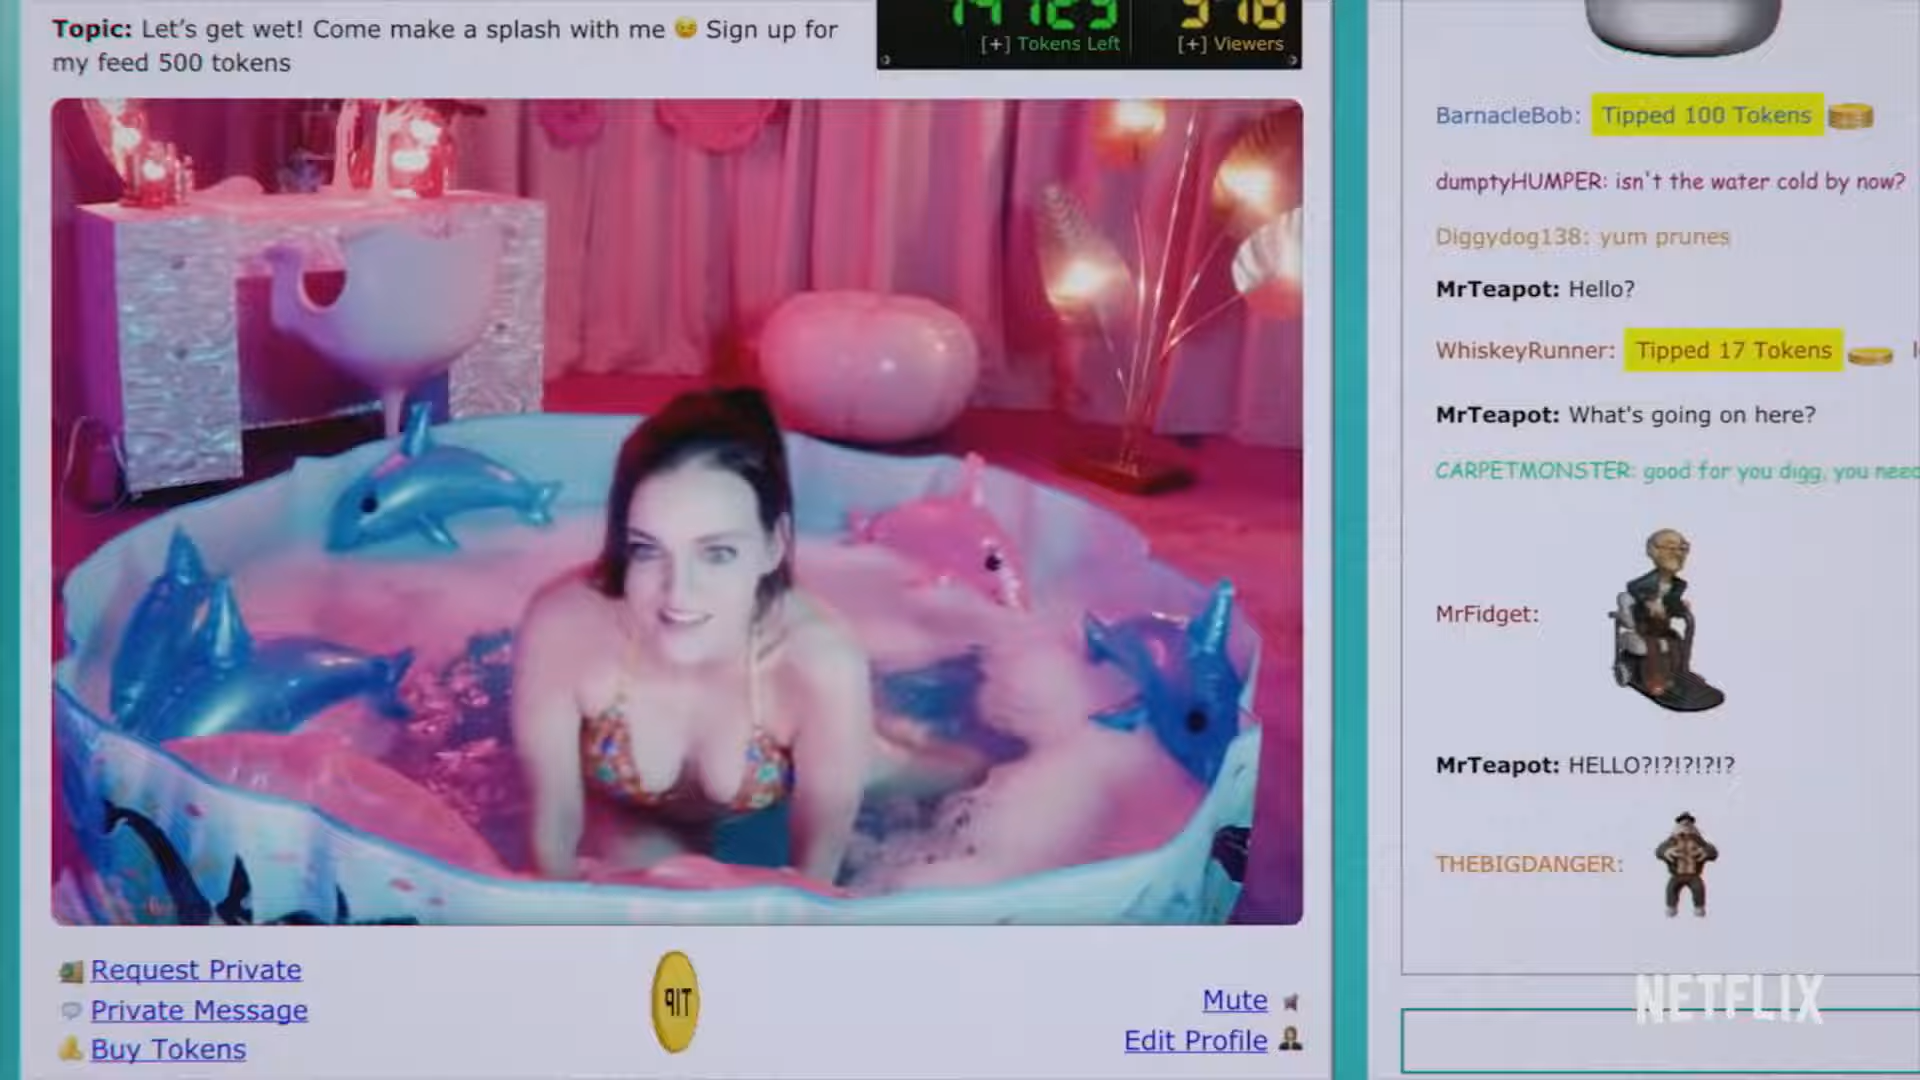 Topic: Let's get wet! Come make a splash with me 😉 Sign up for
my feed 500 tokens
[+] Tokens Left
[+] Viewers
BarnacleBob: Tipped 100 Tokens
dumptyHUMPER: isn't the water cold by now?
Diggydog138: yum prunes
MrTeapot: Hello?
WhiskeyRunner: Tipped 17 Tokens
MrTeapot: What's going on here?
CARPETMONSTER: good for you digg, you need
MrFidget:
MrTeapot: HELLO?!?!?!?!?
THEBIGDANGER:
Request Private
Private Message
Buy Tokens
TIP
Mute
Edit Profile
NETFLIX